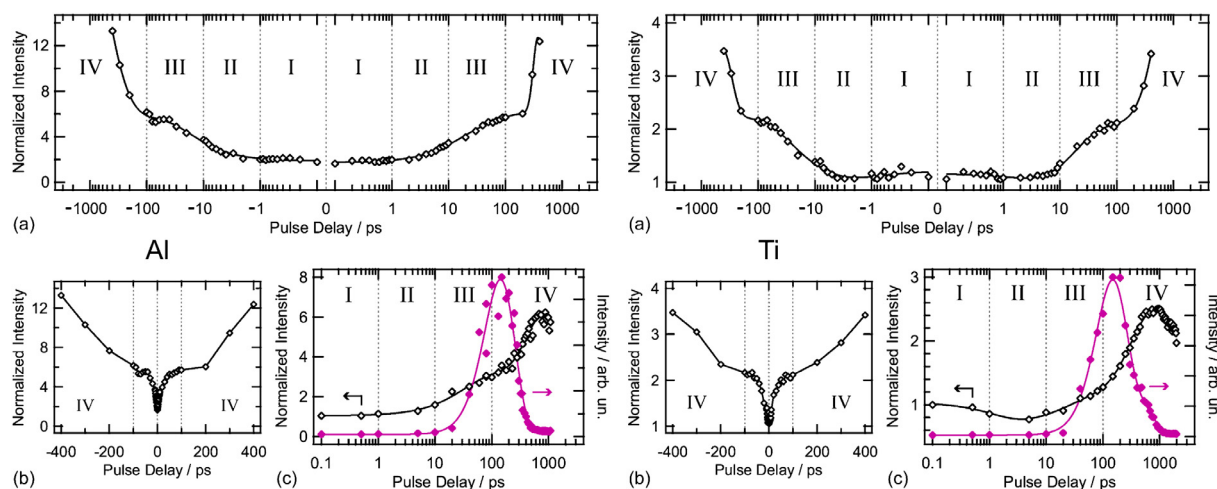 12
8
4
0
Normalized Intensity
IV III II I I II III IV
-1000 -100 -10 -1 0 1 10 100 1000
(a) Pulse Delay / ps
4
3
2
1
Normalized Intensity
IV III II I I II III IV
-1000 -100 -10 -1 0 1 10 100 1000
(a) Pulse Delay / ps
Al
Ti
12
8
4
0
Normalized Intensity
IV IV
-400 -200 0 200 400
(b) Pulse Delay / ps
8
6
4
2
0
Normalized Intensity
I II III IV
Intensity / arb. un.
0.1 1 10 100 1000
(c) Pulse Delay / ps
4
3
2
1
Normalized Intensity
IV IV
-400 -200 0 200 400
(b) Pulse Delay / ps
3
2
1
0
Normalized Intensity
I II III IV
Intensity / arb. un.
0.1 1 10 100 1000
(c) Pulse Delay / ps